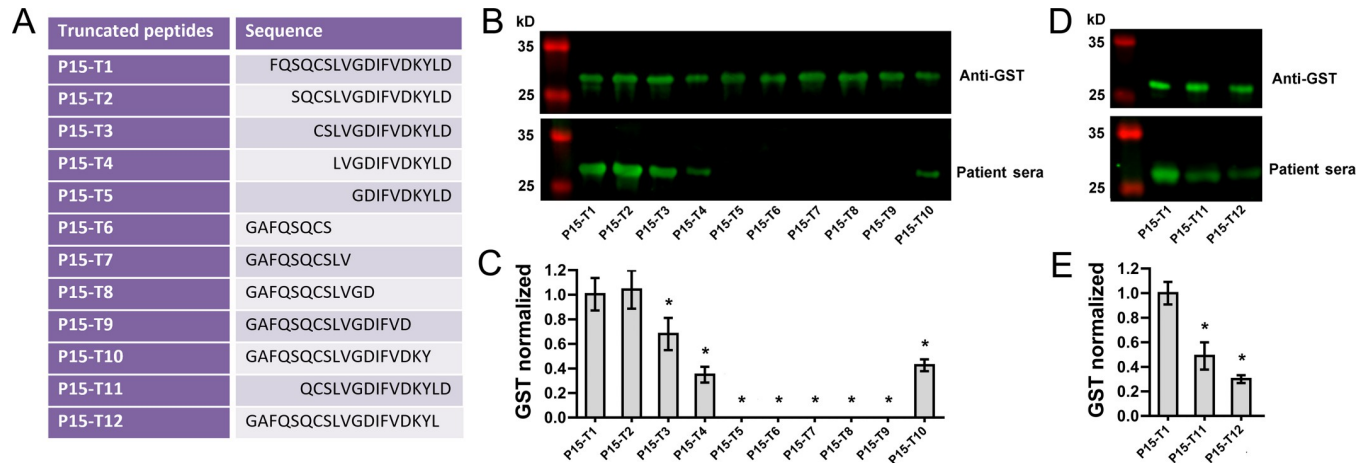 A
Truncated peptides Sequence
P15-T1 FQSQCSLVGDIFVDKYLD
P15-T2 SQCSLVGDIFVDKYLD
P15-T3 CSLVGDIFVDKYLD
P15-T4 LVGDIFVDKYLD
P15-T5 GDIFVDKYLD
P15-T6 GAFQSQCS
P15-T7 GAFQSQCSLV
P15-T8 GAFQSQCSLVGD
P15-T9 GAFQSQCSLVGDIFVD
P15-T10 GAFQSQCSLVGDIFVDKY
P15-T11 QCSLVGDIFVDKYLD
P15-T12 GAFQSQCSLVGDIFVDKYL
B
kD
35
25
Anti-GST
35
25
Patient sera
P15-T1 P15-T2 P15-T3 P15-T4 P15-T5 P15-T6 P15-T7 P15-T8 P15-T9 P15-T10
C
GST normalized
1.2
1.0
0.8
0.6
0.4
0.2
0.0
* * * * * * * *
P15-T1 P15-T2 P15-T3 P15-T4 P15-T5 P15-T6 P15-T7 P15-T8 P15-T9 P15-T10
D
kD
35
25
Anti-GST
35
25
Patient sera
P15-T1 P15-T11 P15-T12
E
GST normalized
1.2
1.0
0.8
0.6
0.4
0.2
0.0
* *
P15-T1 P15-T11 P15-T12